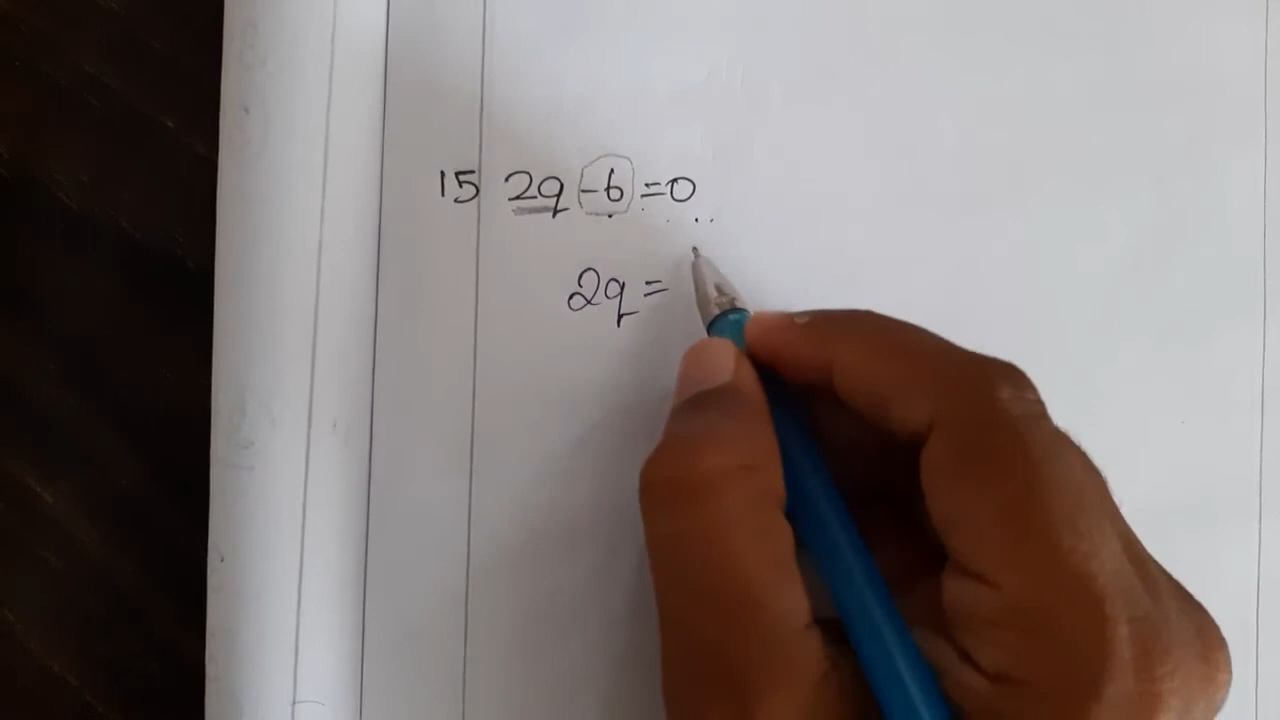 15 2q -6 =0
2q =